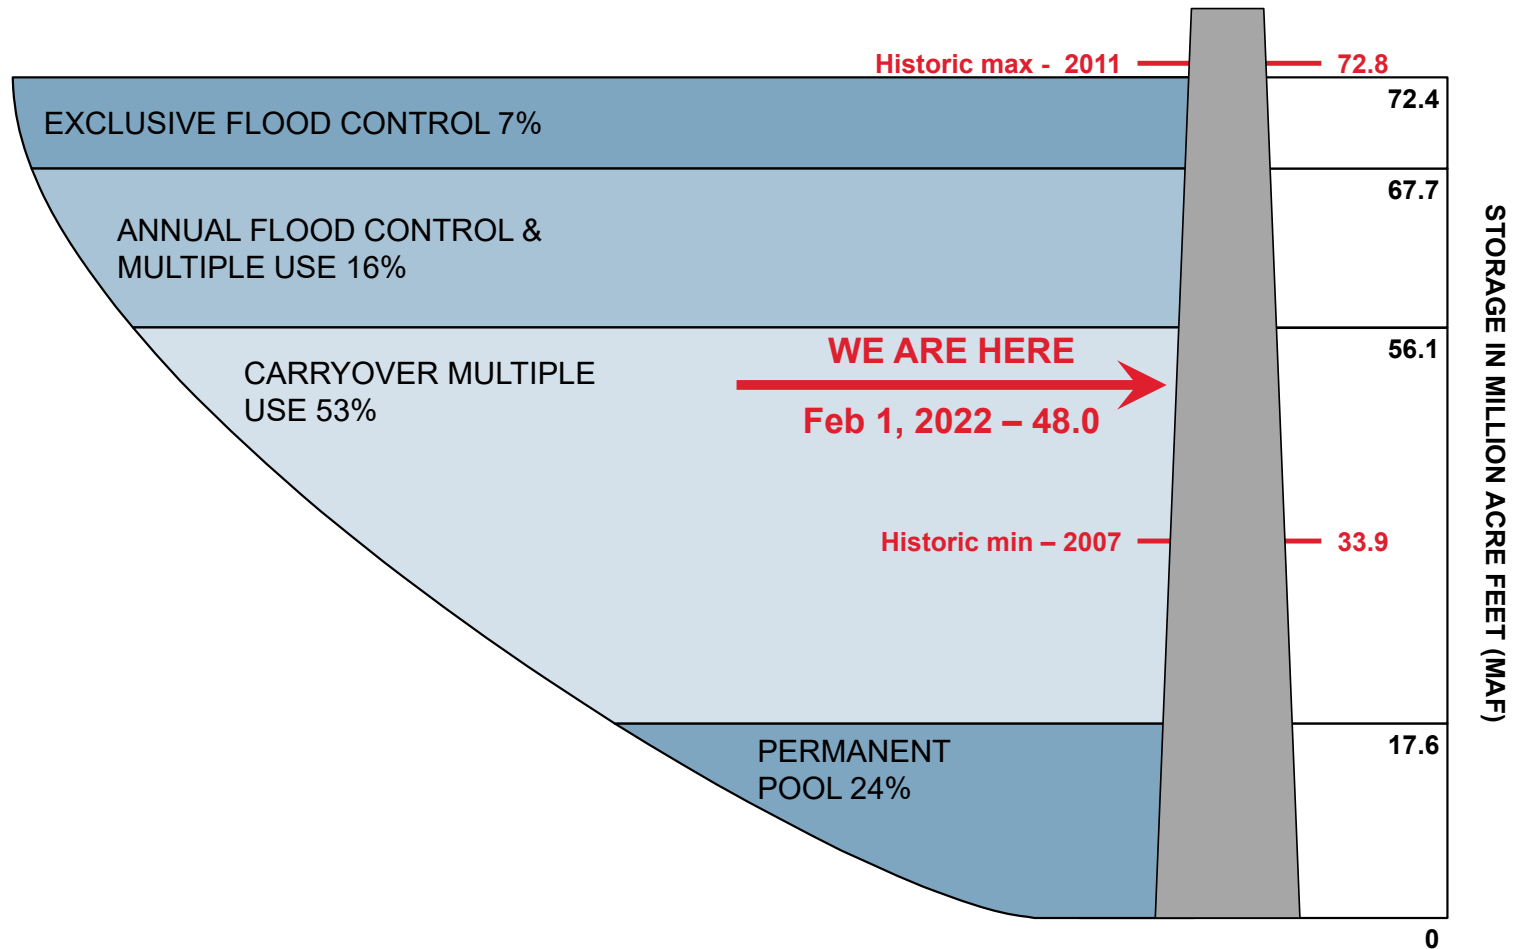 Historic max - 2011
72.8
72.4
EXCLUSIVE FLOOD CONTROL 7%
67.7
ANNUAL FLOOD CONTROL &
MULTIPLE USE 16%
56.1
WE ARE HERE
CARRYOVER MULTIPLE
USE 53%
Feb 1, 2022 – 48.0
Historic min – 2007
33.9
PERMANENT
POOL 24%
17.6
0
STORAGE IN MILLION ACRE FEET (MAF)